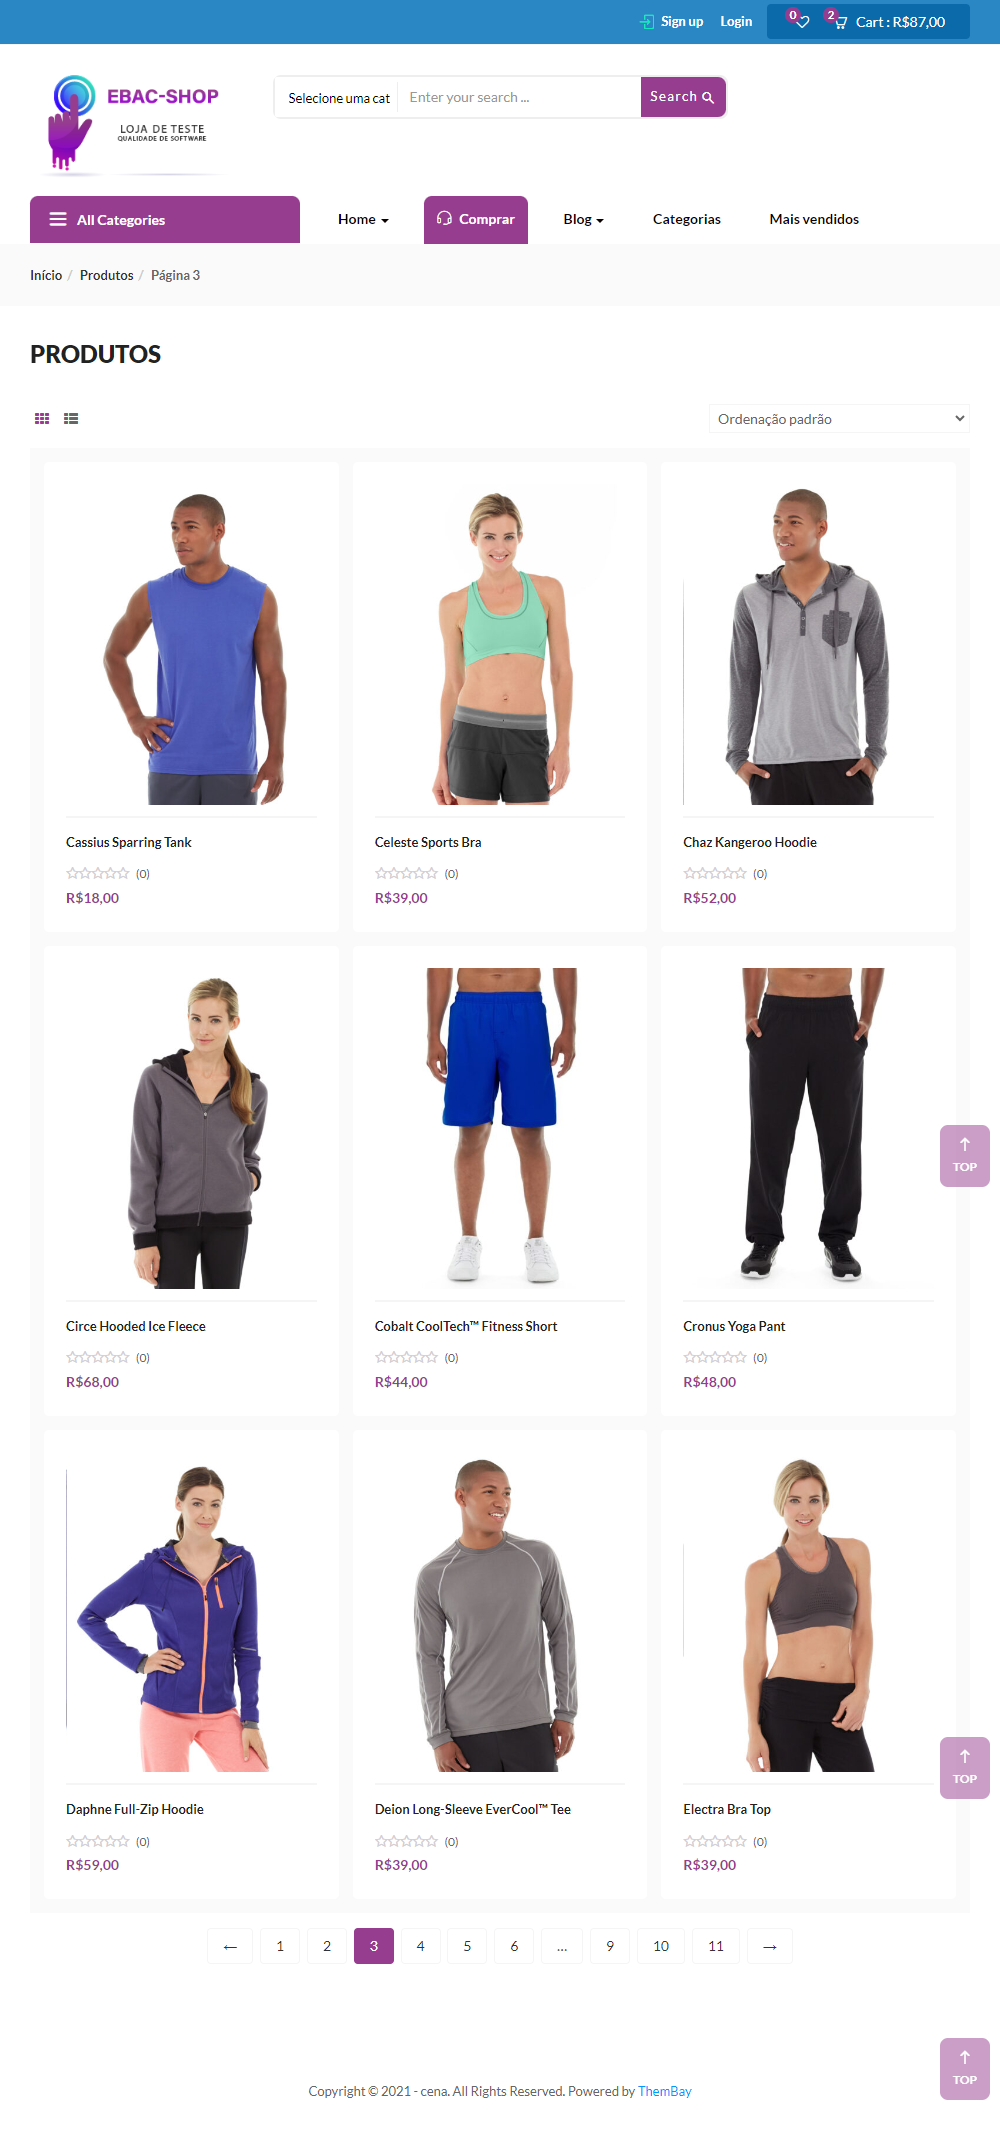 Sign up Login 0 2 Cart : R$87,00
EBAC-SHOP
LOJA DE TESTE
QUALIDADE DE SOFTWARE
Selecione uma cat Enter your search ... Search
All Categories Home Comprar Blog Categorias Mais vendidos
Início / Produtos / Página 3
PRODUTOS
Ordenação padrão
Cassius Sparring Tank Celeste Sports Bra Chaz Kangeroo Hoodie
(0) (0) (0)
R$18,00 R$39,00 R$52,00
TOP
Circe Hooded Ice Fleece Cobalt CoolTech™ Fitness Short Cronus Yoga Pant
(0) (0) (0)
R$68,00 R$44,00 R$48,00
TOP
Daphne Full-Zip Hoodie Deion Long-Sleeve EverCool™ Tee Electra Bra Top
(0) (0) (0)
R$59,00 R$39,00 R$39,00
← 1 2 3 4 5 6 … 9 10 11 →
TOP
Copyright © 2021 - cena. All Rights Reserved. Powered by ThemBay